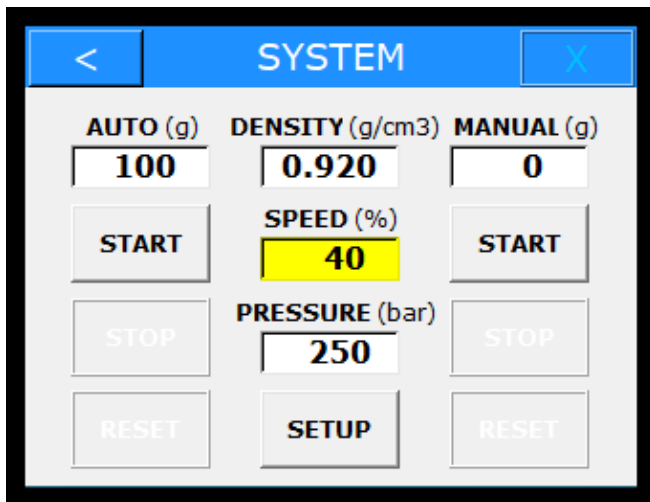 < SYSTEM X
AUTO (g) DENSITY (g/cm3) MANUAL (g)
100 0.920 0
SPEED (%)
START 40 START
PRESSURE (bar)
STOP 250 STOP
RESET SETUP RESET